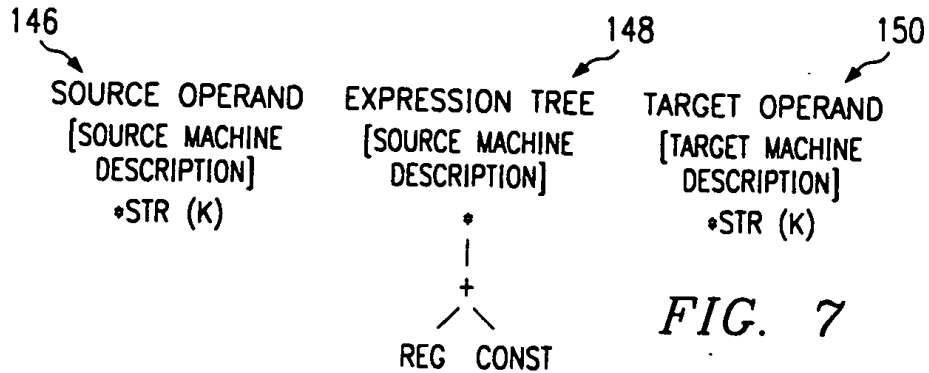 146
148
150
SOURCE OPERAND
[SOURCE MACHINE
DESCRIPTION]
*STR (K)
EXPRESSION TREE
[SOURCE MACHINE
DESCRIPTION]
*
+
REG CONST
TARGET OPERAND
[TARGET MACHINE
DESCRIPTION]
*STR (K)
FIG. 7